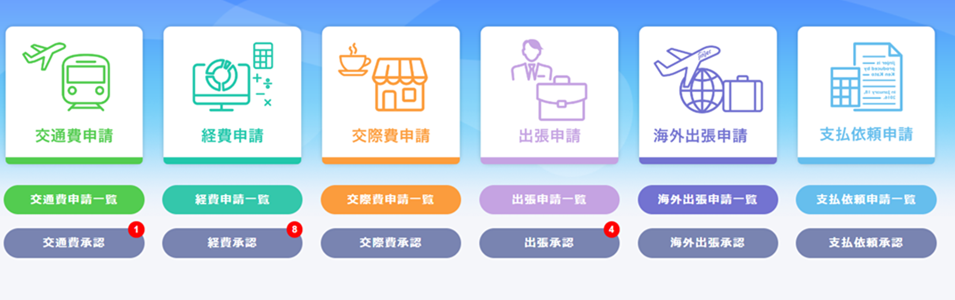 交通費申請
経費申請
交際費申請
出張申請
海外出張申請
支払依頼申請
交通費申請一覧
経費申請一覧
交際費申請一覧
出張申請一覧
海外出張申請一覧
支払依頼申請一覧
交通費承認
1
経費承認
8
交際費承認
出張承認
4
海外出張承認
支払依頼承認